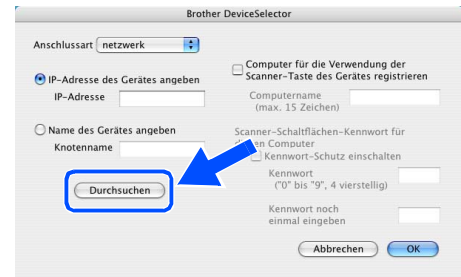 Brother DeviceSelector
Anschlussart netzwerk
IP-Adresse des Gerätes angeben
IP-Adresse
Name des Gerätes angeben
Knotenname
Durchsuchen
Computer für die Verwendung der
Scanner-Taste des Gerätes registrieren
Computername
(max. 15 Zeichen)
Scanner-Schaltflächen-Kennwort für
Computer
Kennwort-Schutz einschalten
Kennwort
("0" bis "9", 4 vierstellig)
Kennwort noch
einmal eingeben
Abbrechen
OK